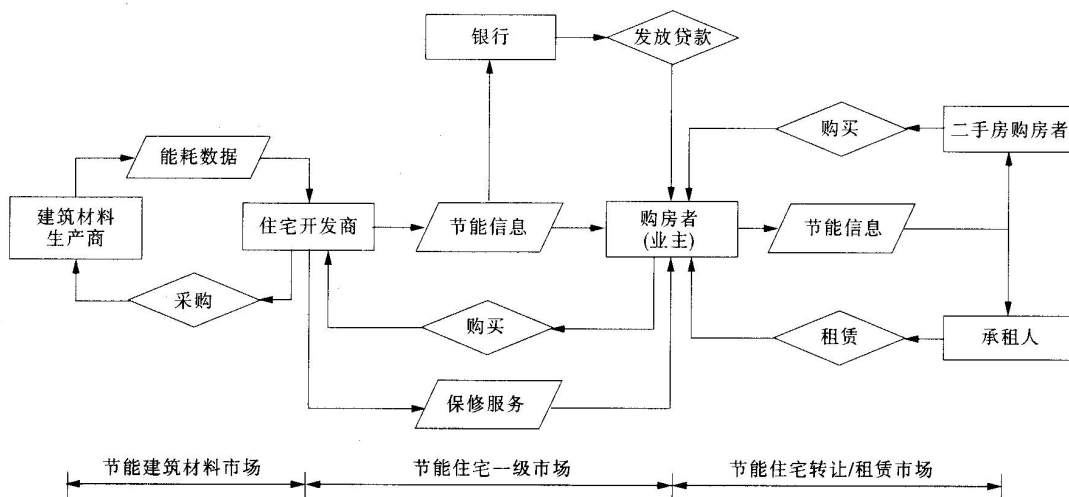 银行
发放贷款
购买
二手房购房者
能耗数据
建筑材料
生产商
住宅开发商
节能信息
购房者
(业主)
节能信息
采购
购买
租赁
承租人
保修服务
节能建筑材料市场
节能住宅一级市场
节能住宅转让/租赁市场